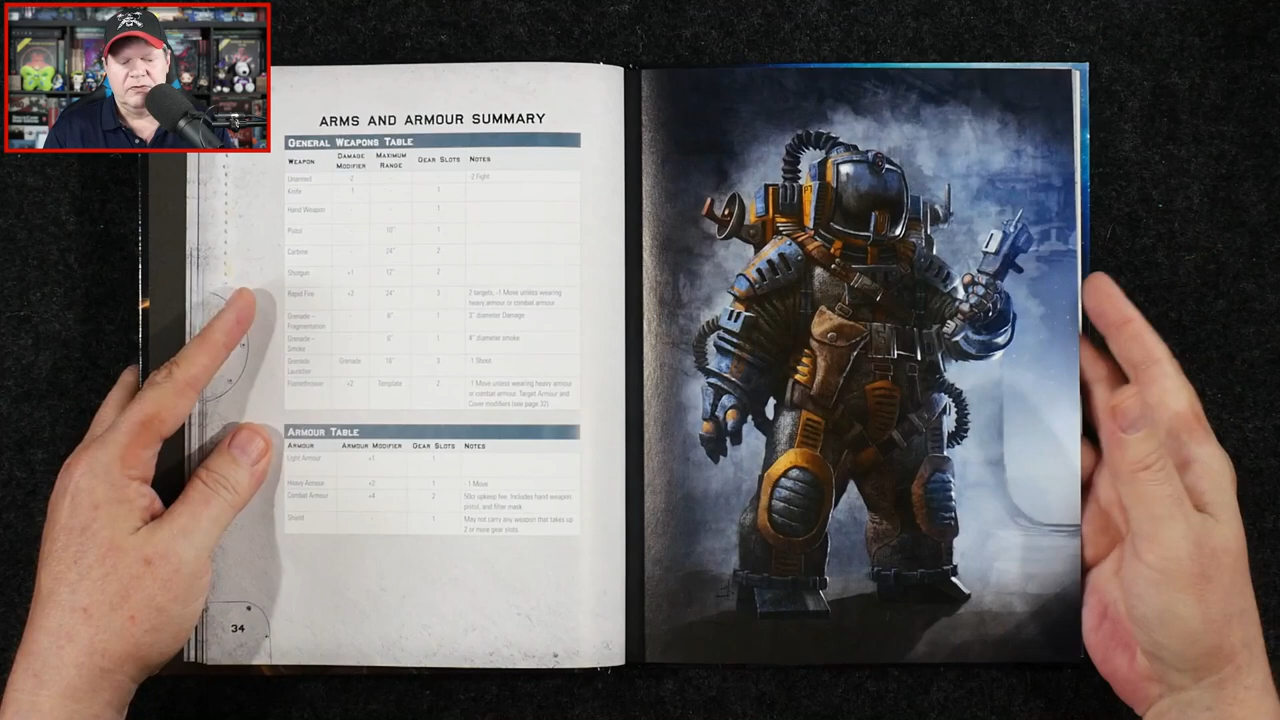 ARMS AND ARMOUR SUMMARY
GENERAL WEAPONS TABLE
WEAPON DAMAGE MODIFIER MAXIMUM RANGE GEAR SLOTS NOTES
Unarmed -2 -2 Fight
Knife 1 1
Hand Weapon 1
Pistol 10" 1
Carbine 24" 2
Shotgun +1 12" 2
Rapid Fire +2 24" 3 2 targets, -1 Move unless wearing
heavy armour or combat armour
Grenade – 6" 1 3" diameter Damage
Fragmentation
Grenade – 6" 1 4" diameter smoke
Smoke
Grenade Grenade 16" 3 1 Shoot
Launcher
Flamethrower +2 Template 2 1 Move unless wearing heavy armour
or combat armour. Target Armour and
Cover modifiers (see page 32)
ARMOUR TABLE
ARMOUR ARMOUR MODIFIER GEAR SLOTS NOTES
Light Armour +1 1
Heavy Armour +2 1 1 Move
Combat Armour +4 2 50cr upkeep fee. Includes hand weapon,
pistol, and filter mask
Shield 1 May not carry any weapon that takes up
2 or more gear slots.
34